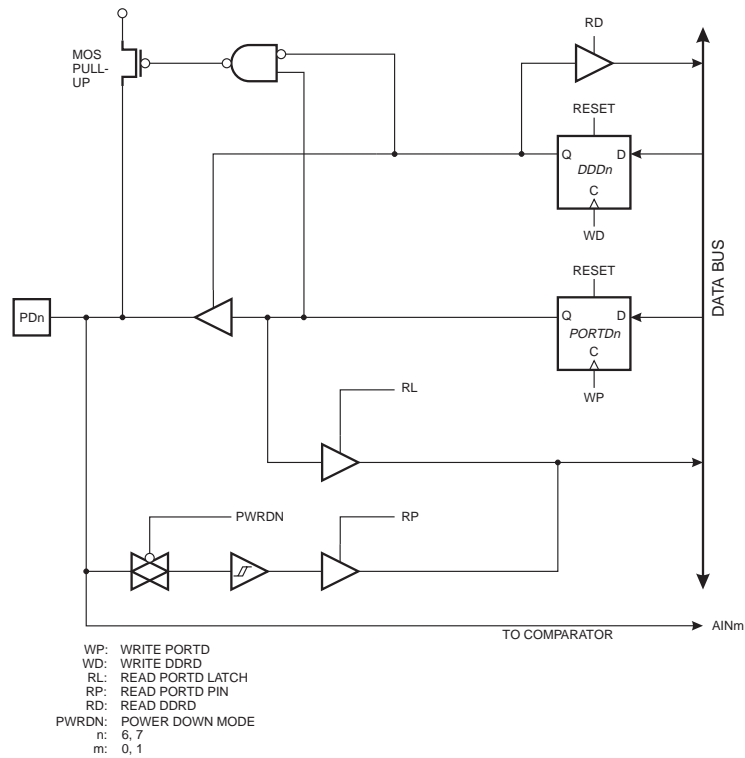 RD
MOS
PULL-
UP
RESET
Q D
DDDn
C
WD
RESET
DATA BUS
PDn
Q D
PORTDn
C
WP
RL
PWRDN
RP
TO COMPARATOR
AINm
WP: WRITE PORTD
WD: WRITE DDRD
RL: READ PORTD LATCH
RP: READ PORTD PIN
RD: READ DDRD
PWRDN: POWER DOWN MODE
n: 6, 7
m: 0, 1